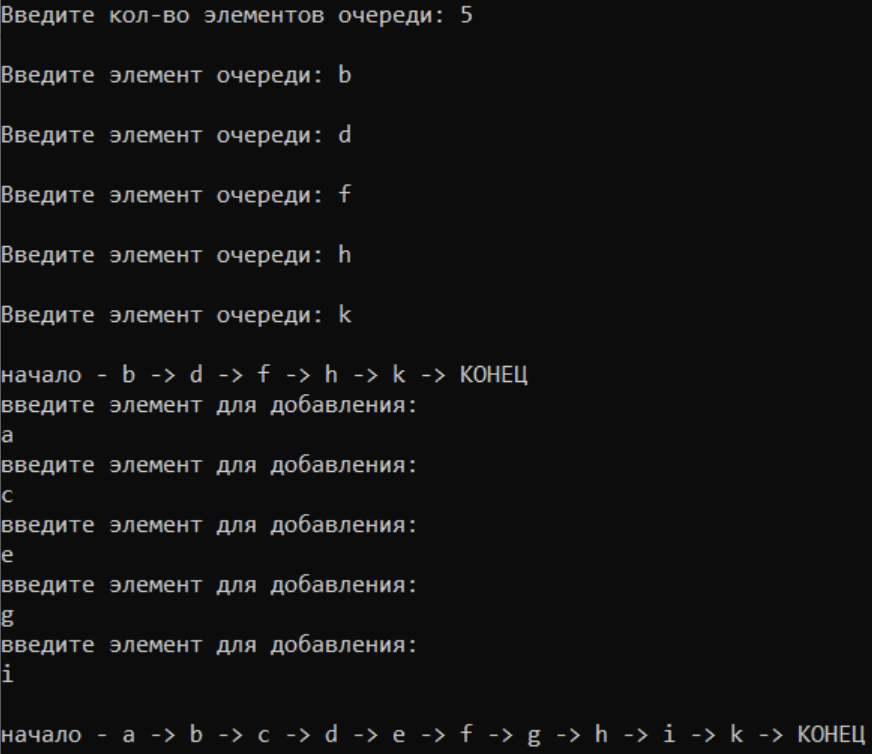 Введите кол-во элементов очереди: 5
Введите элемент очереди: b
Введите элемент очереди: d
Введите элемент очереди: f
Введите элемент очереди: h
Введите элемент очереди: k
начало - b -> d -> f -> h -> k -> КОНЕЦ
введите элемент для добавления:
a
введите элемент для добавления:
c
введите элемент для добавления:
e
введите элемент для добавления:
g
введите элемент для добавления:
i
начало - a -> b -> c -> d -> e -> f -> g -> h -> i -> k -> КОНЕЦ